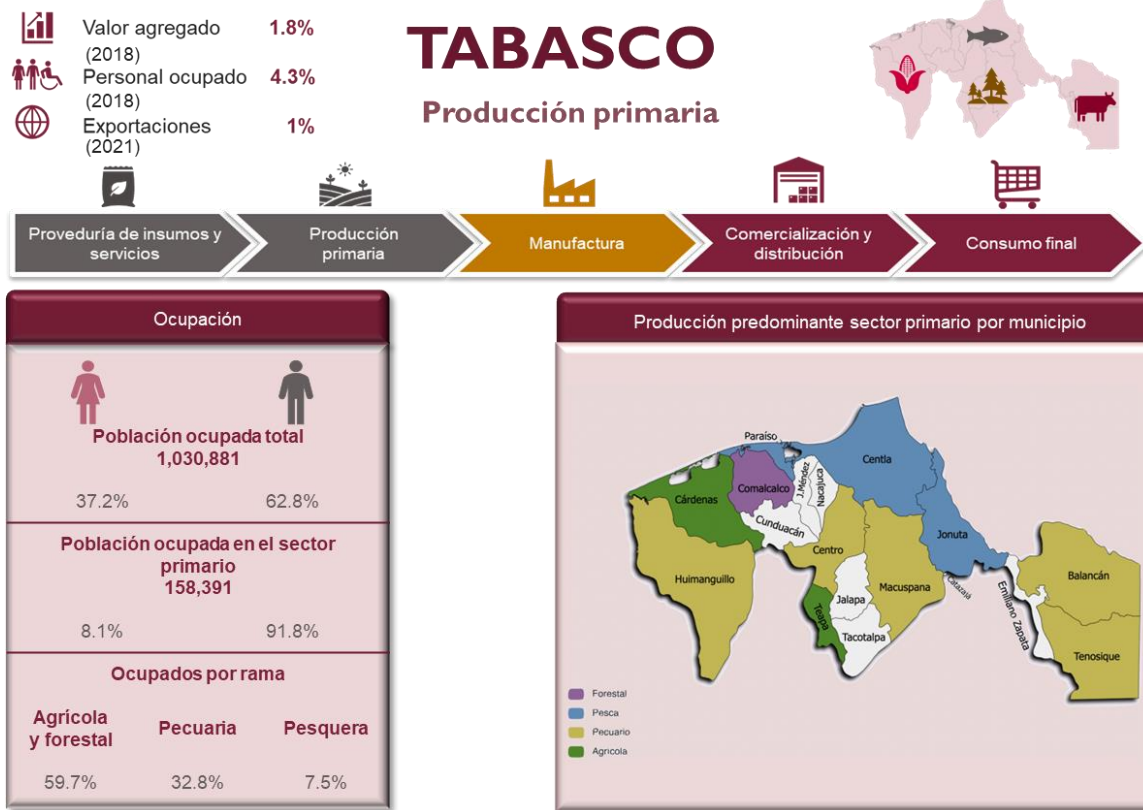 Valor agregado 1.8%
(2018)
Personal ocupado 4.3%
(2018)
Exportaciones 1%
(2021)
TABASCO
Producción primaria
Proveduría de insumos y
servicios
Producción
primaria
Manufactura
Comercialización y
distribución
Consumo final
Ocupación
Población ocupada total
1,030,881
37.2% 62.8%
Población ocupada en el sector
primario
158,391
8.1% 91.8%
Ocupados por rama
Agrícola
y forestal
Pecuaria
Pesquera
59.7% 32.8% 7.5%
Producción predominante sector primario por municipio
Paraíso
Centla
Cárdenas
Comalcalco
J.Méndez
Nacajuca
Cunduacán
Jonuta
Centro
Huimanguillo
Macuspana
Jalapa
Teapa
Tacotalpa
Catazajá
Emiliano Zapata
Balancán
Tenosique
Forestal
Pesca
Pecuario
Agrícola